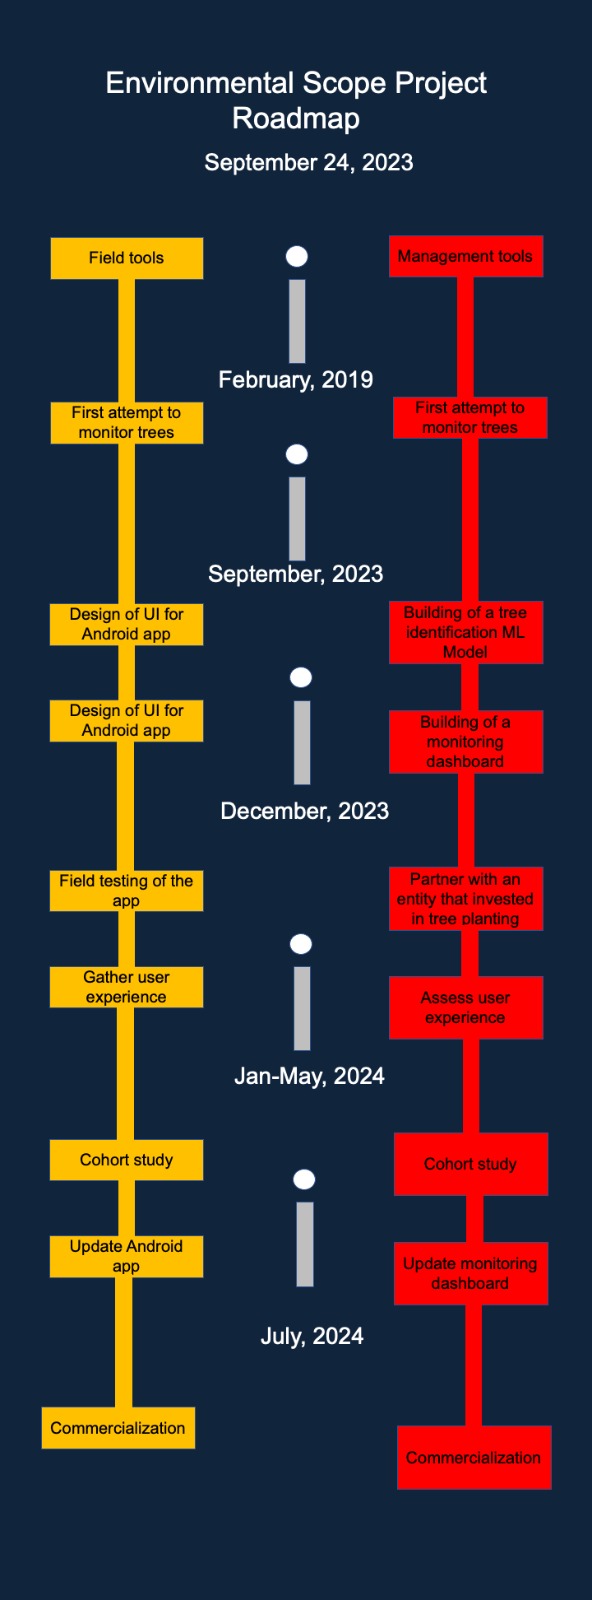 Environmental Scope Project
Roadmap
September 24, 2023
Field tools
Management tools
February, 2019
First attempt to
monitor trees
First attempt to
monitor trees
September, 2023
Design of UI for
Android app
Building of a tree
identification ML
Model
Design of UI for
Android app
Building of a
monitoring
dashboard
December, 2023
Field testing of the
app
Partner with an
entity that invested
in tree planting
Gather user
experience
Assess user
experience
Jan-May, 2024
Cohort study
Cohort study
Update Android
app
Update monitoring
dashboard
July, 2024
Commercialization
Commercialization